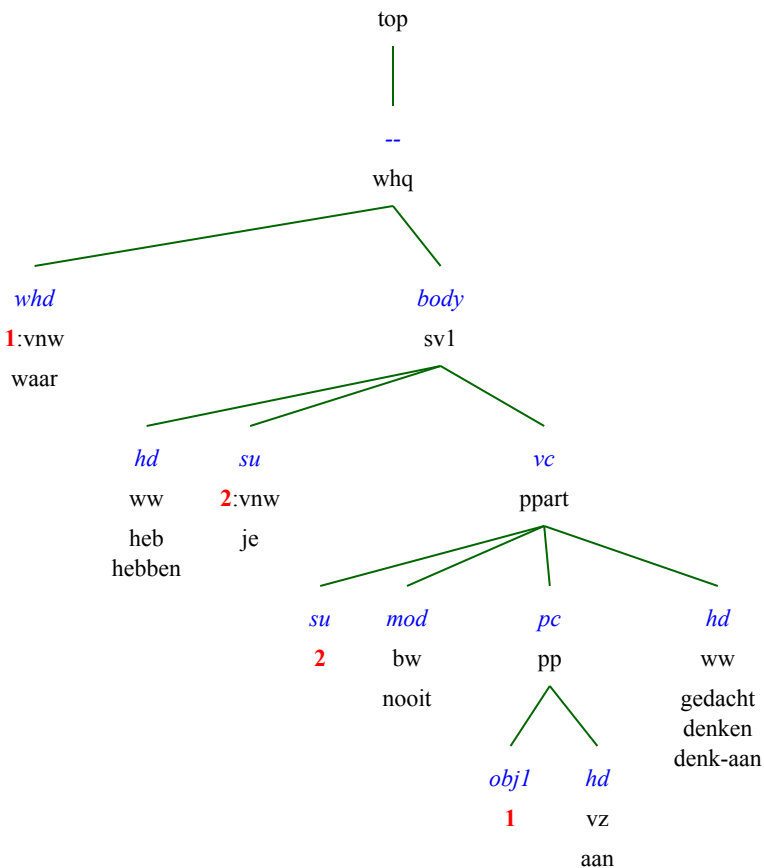 top
--
whq
whd body
1:vnw sv1
waar
hd su vc
ww 2:vnw ppart
heb je
hebben
su mod pc hd
2 bw pp ww
nooit gedacht
denken
denk-aan
obj1 hd
1 vz
aan